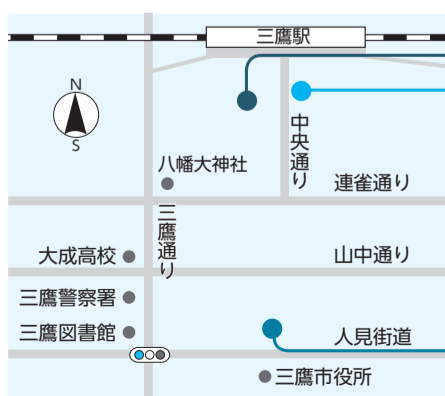 三鷹駅
N
S
中央通り
八幡大神社
連雀通り
三鷹通り
大成高校
山中通り
三鷹警察署
三鷹図書館
人見街道
三鷹市役所